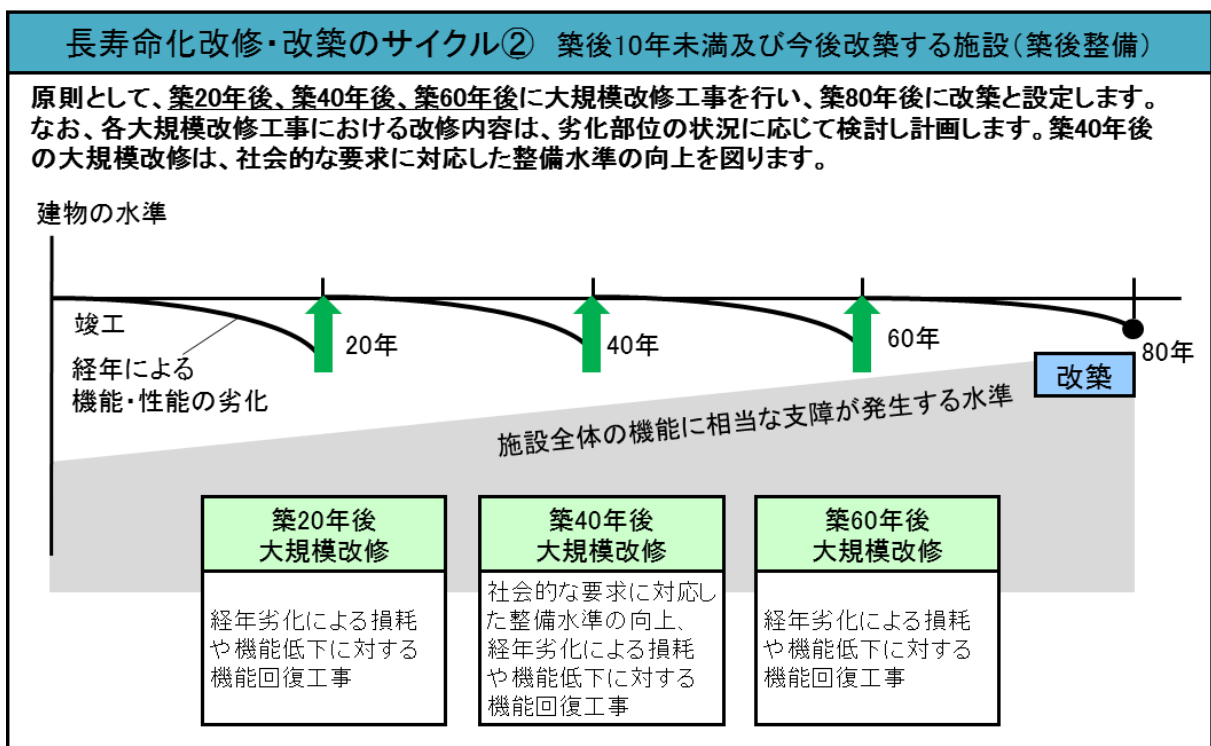 長寿命化改修・改築のサイクル② 築後10年未満及び今後改築する施設(築後整備)
原則として、築20年後、築40年後、築60年後に大規模改修工事を行い、築80年後に改築と設定します。
なお、各大規模改修工事における改修内容は、劣化部位の状況に応じて検討し計画します。築40年後
の大規模改修は、社会的な要求に対応した整備水準の向上を図ります。
建物の水準
竣工
20年
40年
60年
80年
経年による
機能・性能の劣化
改築
施設全体の機能に相当な支障が発生する水準
築20年後
大規模改修
経年劣化による損耗
や機能低下に対する
機能回復工事
築40年後
大規模改修
社会的な要求に対応し
た整備水準の向上、
経年劣化による損耗
や機能低下に対する
機能回復工事
築60年後
大規模改修
経年劣化による損耗
や機能低下に対する
機能回復工事